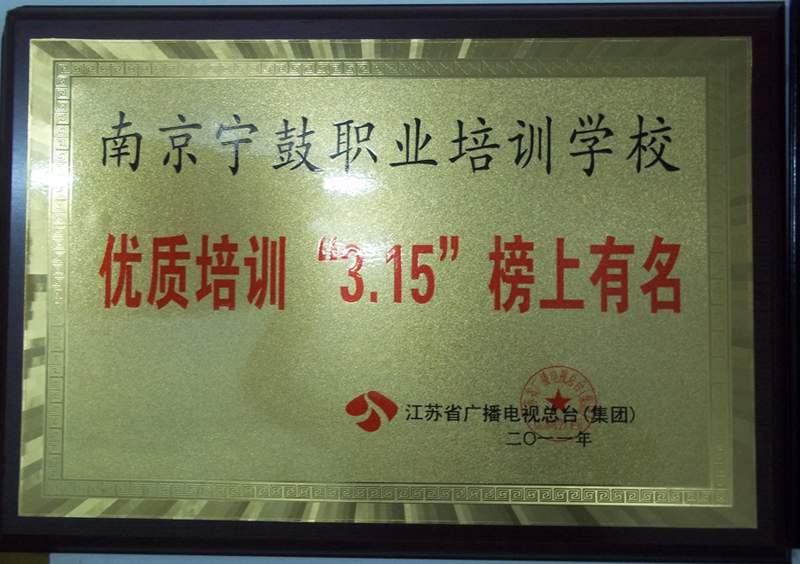 南京宁鼓职业培训学校
优质培训“3.15”榜上有名
江苏省广播电视总台(集团)
二〇一一年